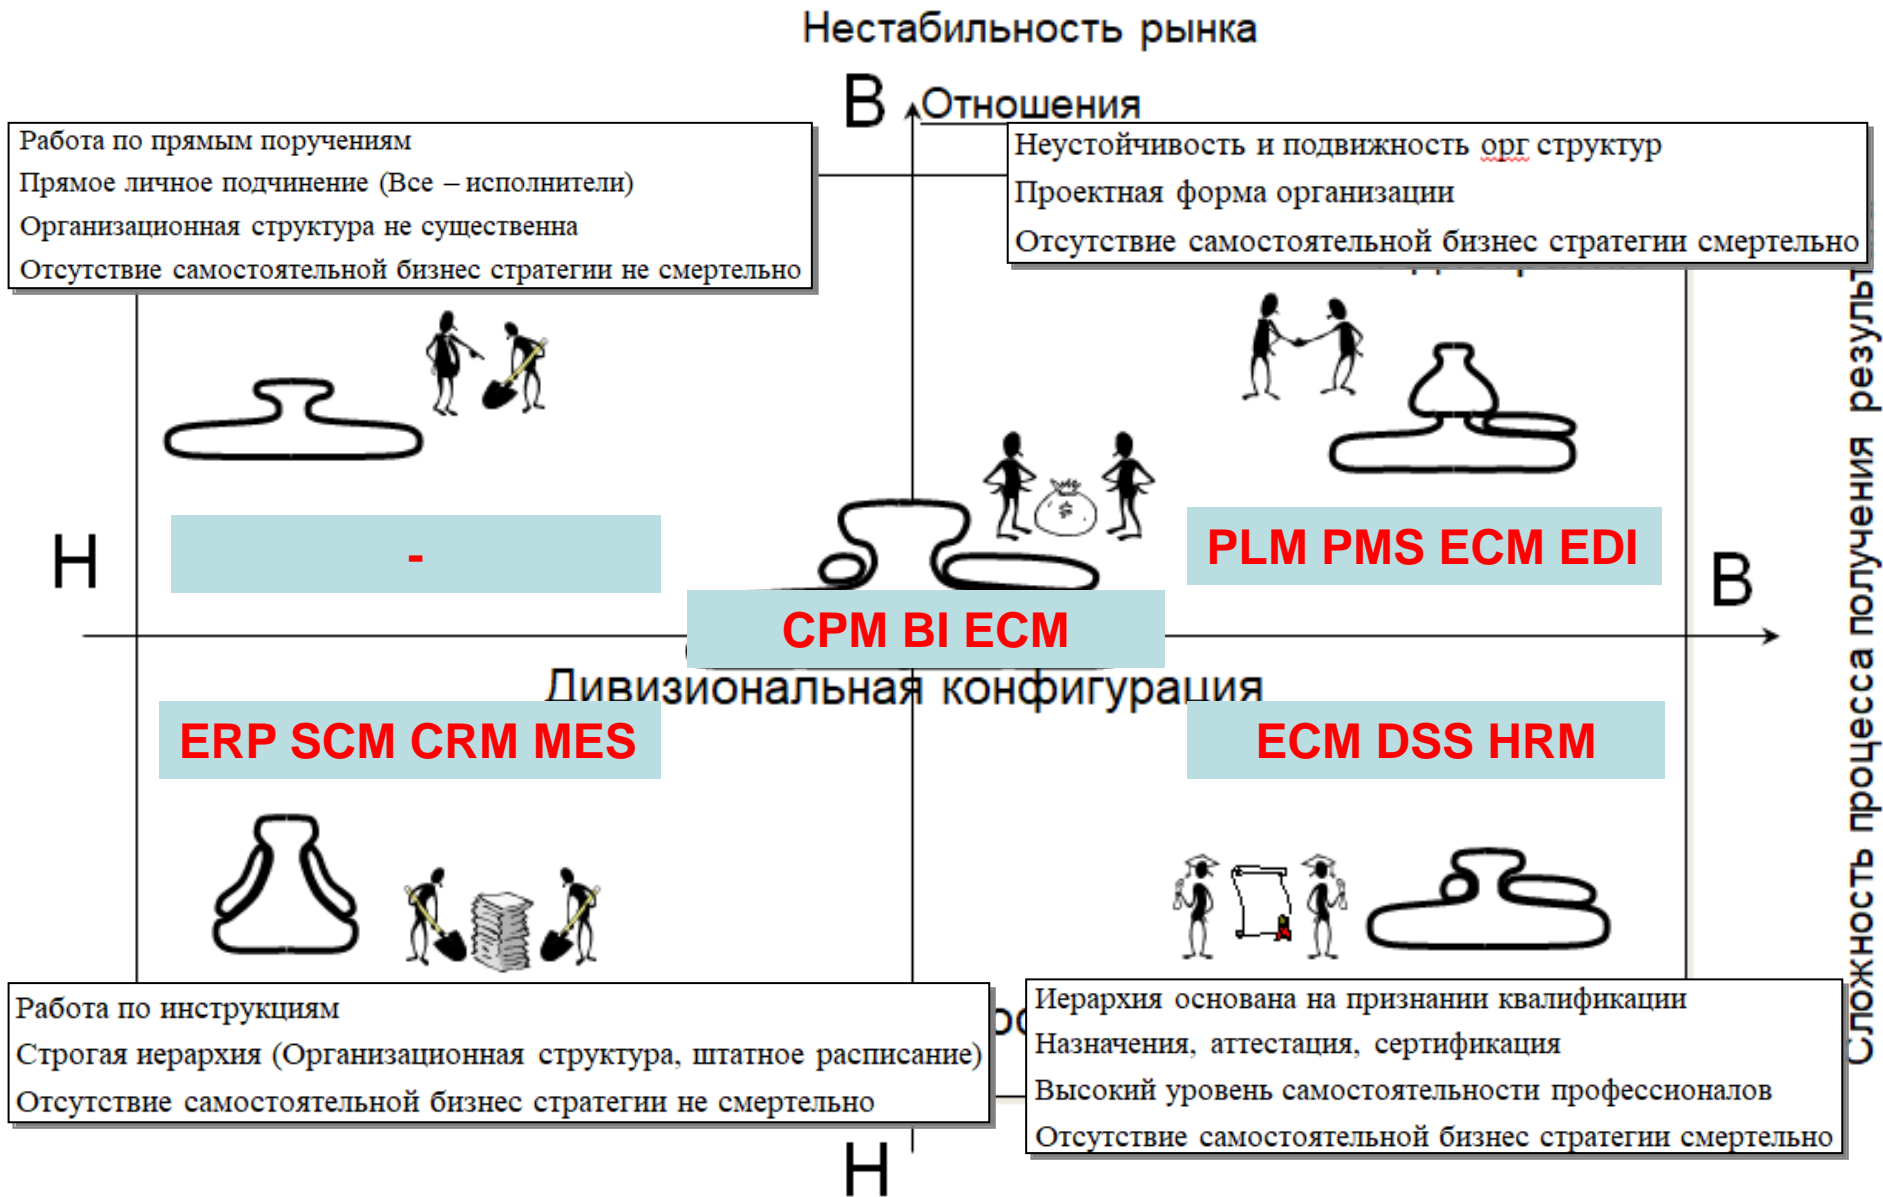 Нестабильность рынка
В
Отношения
Работа по прямым поручениям
Прямое личное подчинение (Все – исполнители)
Организационная структура не существенна
Отсутствие самостоятельной бизнес стратегии не смертельно
Неустойчивость и подвижность орг структур
Проектная форма организации
Отсутствие самостоятельной бизнес стратегии смертельно
Н
-
PLM PMS ECM EDI
В
CPM BI ECM
Дивизиональная конфигурация
ERP SCM CRM MES
ECM DSS HRM
Сложность процесса получения
Работа по инструкциям
Строгая иерархия (Организационная структура, штатное расписание)
Отсутствие самостоятельной бизнес стратегии не смертельно
Иерархия основана на признании квалификации
Назначения, аттестация, сертификация
Высокий уровень самостоятельности профессионалов
Отсутствие самостоятельной бизнес стратегии смертельно
Н